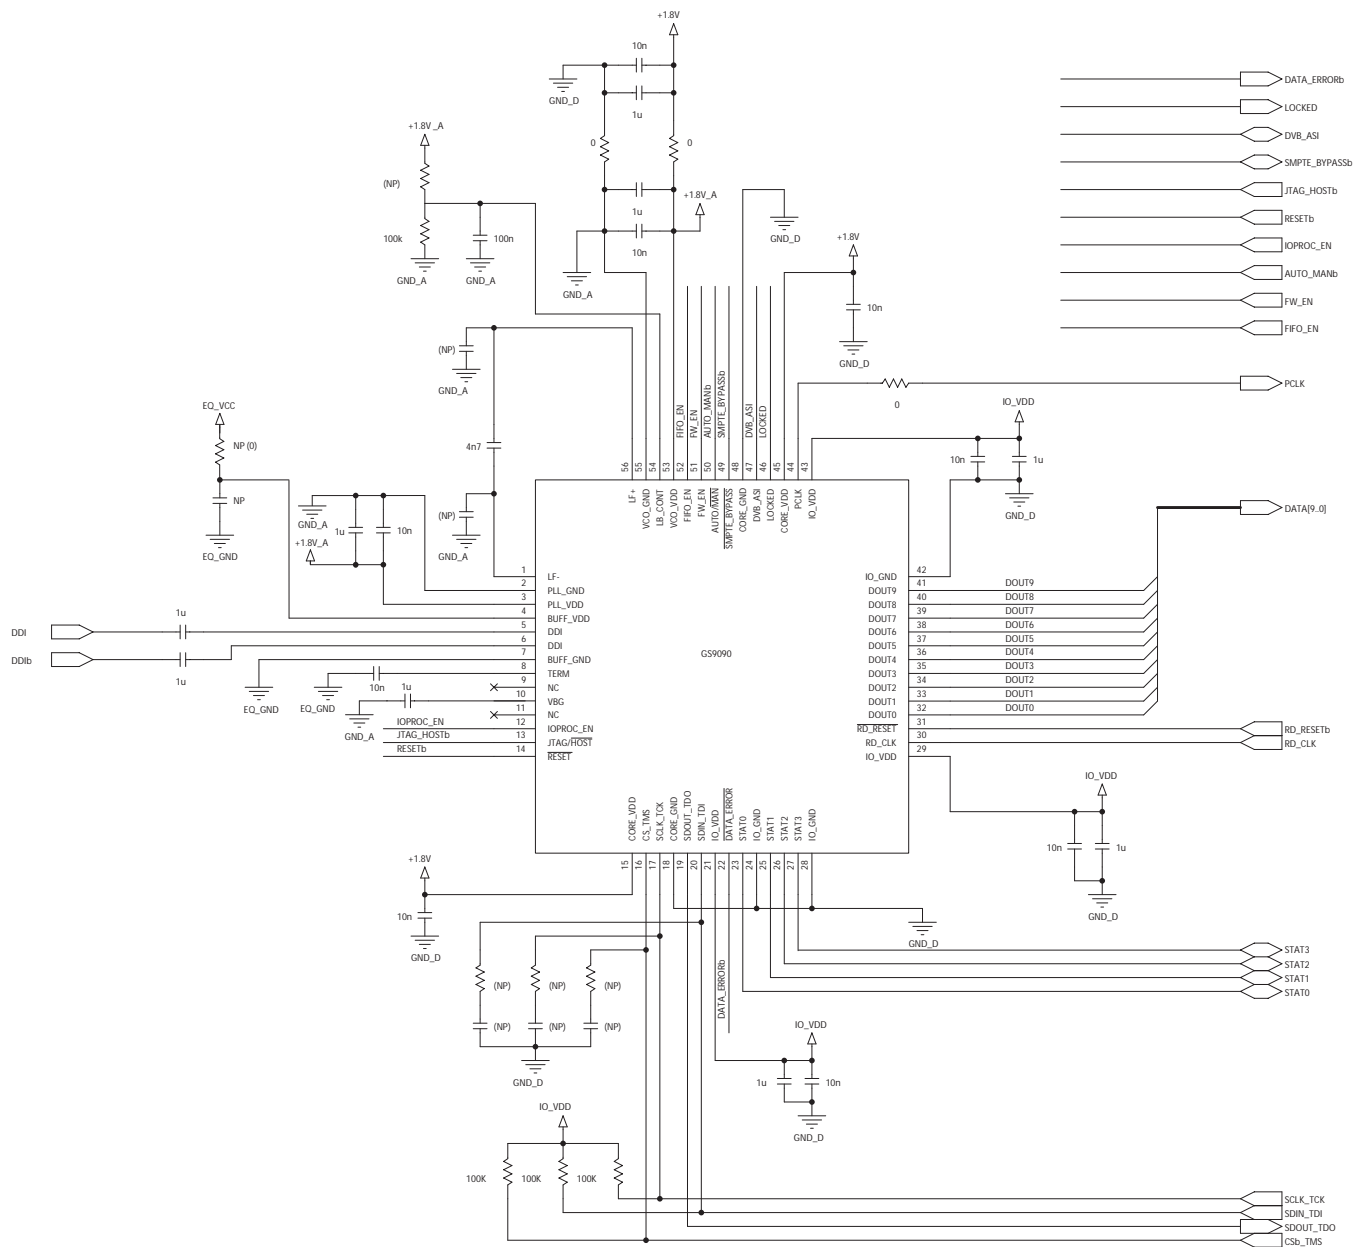 +1.8V
10n
GND_D
1u
0
0
+1.8V_A
(NP)
100k
100n
GND_A
GND_A
1u
10n
+1.8V_A
GND_A
GND_D
+1.8V
10n
GND_D
DATA_ERRORb
LOCKED
DVB_ASI
SMPTE_BYPASSb
JTAG_HOSTb
RESETb
IOPROC_EN
AUTO_MANb
FW_EN
FIFO_EN
PCLK
0
(NP)
GND_A
4n7
(NP)
GND_A
EQ_VCC
NP (0)
NP
EQ_GND
GND_A
1u
10n
+1.8V_A
FIFO_EN
FW_EN
AUTO_MANb
SMPTE_BYPASSb
DVB_ASI
LOCKED
56
55
54
53
52
51
50
49
48
47
46
45
44
43
LF+
VCO_GND
LB_CONT
VCO_VDD
FIFO_EN
FW_EN
AUTO/MAN
SMPTE_BYPASS
CORE_GND
DVB_ASI
LOCKED
CORE_VDD
PCLK
IO_VDD
IO_VDD
10n
1u
GND_D
DATA[9..0]
DDI
1u
DDIb
1u
EQ_GND
EQ_GND
10n
GND_A
1u
IOPROC_EN
JTAG_HOSTb
RESETb
1 LF-
2 PLL_GND
3 PLL_VDD
4 BUFF_VDD
5 DDI
6 DDI
7 BUFF_GND
8 TERM
9 NC
10 VBG
11 NC
12 IOPROC_EN
13 JTAG/HOST
14 RESET
GS9090
IO_GND 42
DOUT9 41 DOUT9
DOUT8 40 DOUT8
DOUT7 39 DOUT7
DOUT6 38 DOUT6
DOUT5 37 DOUT5
DOUT4 36 DOUT4
DOUT3 35 DOUT3
DOUT2 34 DOUT2
DOUT1 33 DOUT1
DOUT0 32 DOUT0
RD_RESET 31
RD_CLK 30
IO_VDD 29
RD_RESETb
RD_CLK
IO_VDD
10n
1u
GND_D
CORE_VDD
CS_TMS
SCLK_TCK
CORE_GND
SDOUT_TDO
SDIN_TDI
IO_VDD
DATA_ERROR
STAT0
IO_GND
STAT1
STAT2
STAT3
IO_GND
15
16
17
18
19
20
21
22
23
24
25
26
27
28
+1.8V
10n
GND_D
GND_D
STAT3
STAT2
STAT1
STAT0
(NP)
(NP)
(NP)
(NP)
(NP)
(NP)
GND_D
DATA_ERRORb
IO_VDD
1u
10n
GND_D
IO_VDD
100K
100K
100K
SCLK_TCK
SDIN_TDI
SDOUT_TDO
CSb_TMS